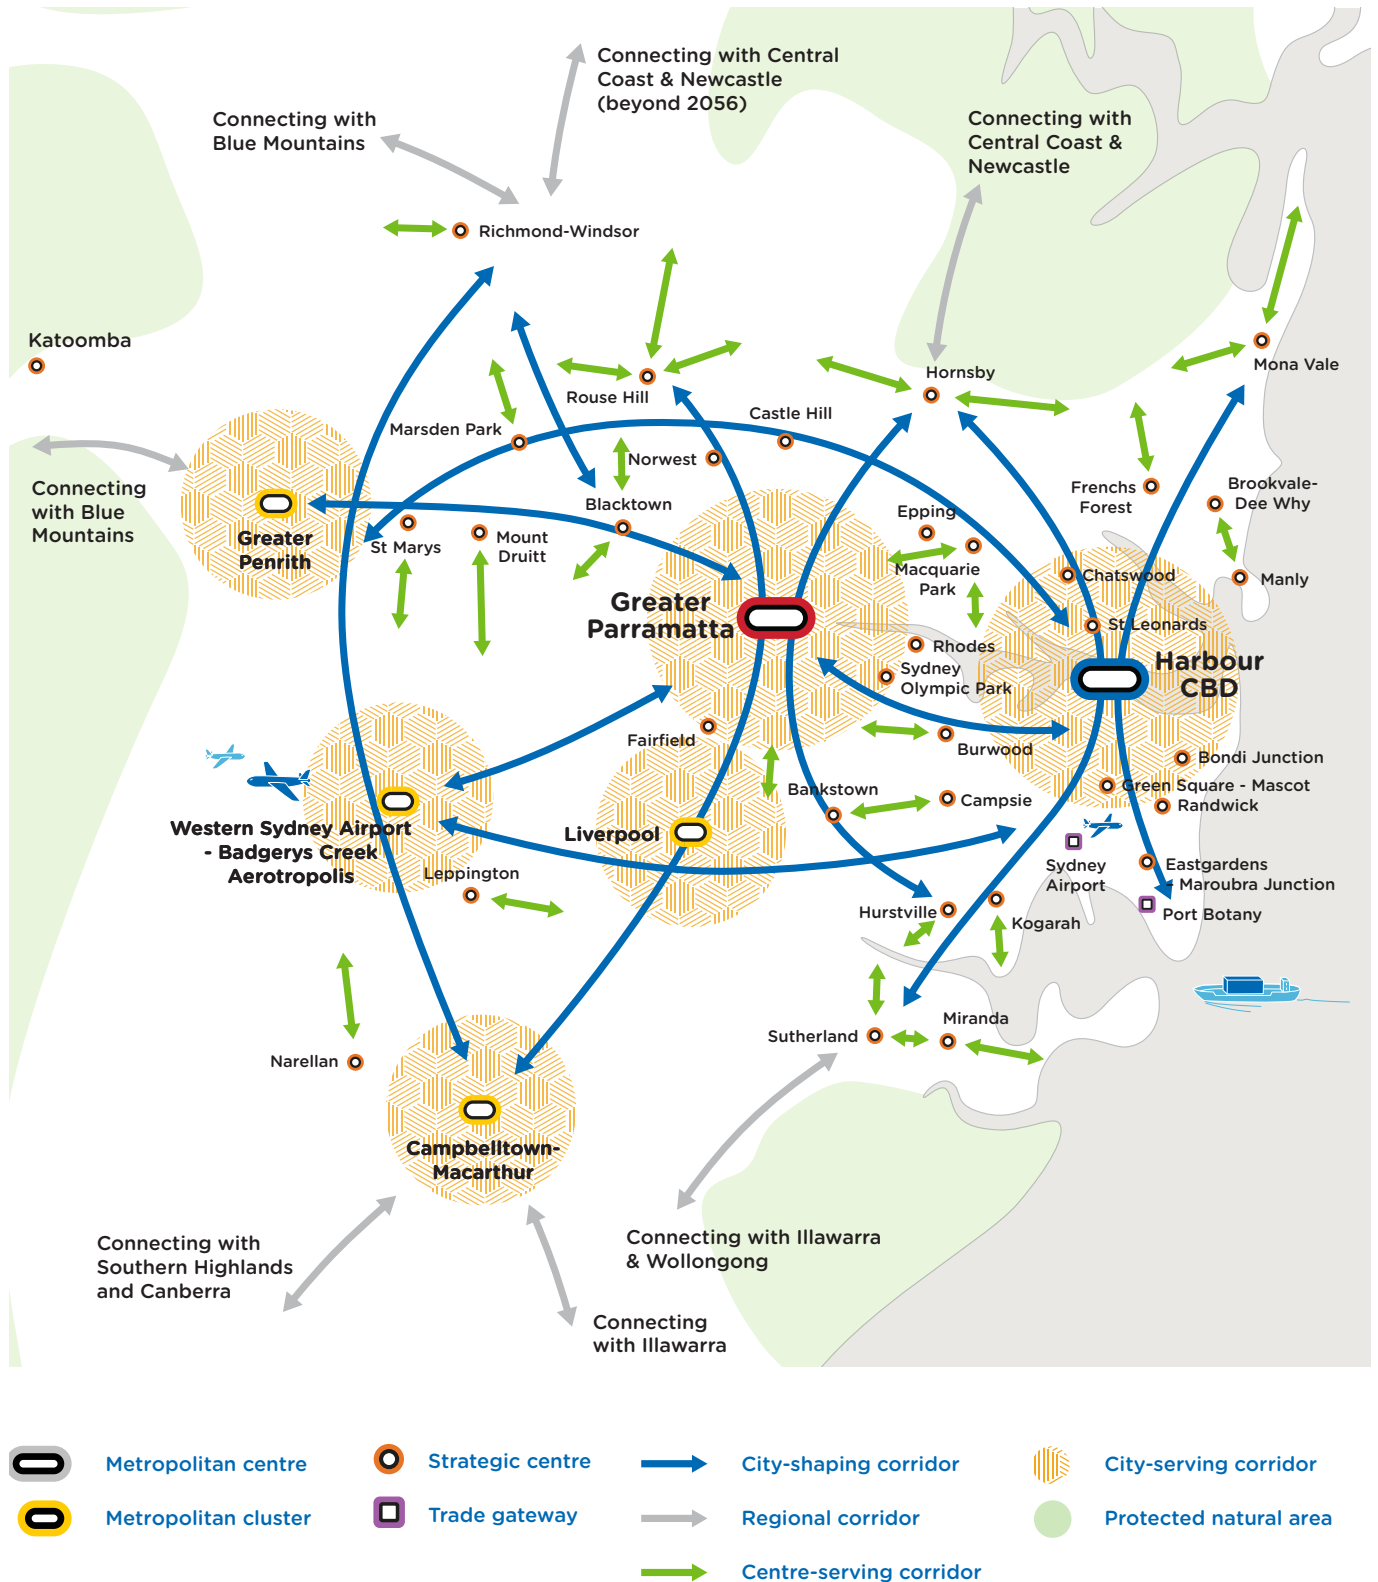 Connecting with Central
Coast & Newcastle
(beyond 2056)
Connecting with
Blue Mountains
Connecting with
Central Coast &
Newcastle
Richmond-Windsor
Katoomba
Mona Vale
Hornsby
Rouse Hill
Castle Hill
Marsden Park
Norwest
Connecting
with Blue
Mountains
Blacktown
Frenchs
Forest
Brookvale-
Dee Why
Greater
Penrith
St Marys
Mount
Druitt
Epping
Macquarie
Park
Chatswood
Manly
Greater
Parramatta
St Leonards
Rhodes
Sydney
Olympic Park
Harbour
CBD
Fairfield
Burwood
Bondi Junction
Bankstown
Campsie
Green Square - Mascot
Randwick
Western Sydney Airport
- Badgerys Creek
Aerotropolis
Liverpool
Leppington
Sydney
Airport
Eastgardens
- Maroubra Junction
Port Botany
Hurstville
Kogarah
Narellan
Sutherland
Miranda
Campbelltown-
Macarthur
Connecting with
Southern Highlands
and Canberra
Connecting with Illawarra
& Wollongong
Connecting
with Illawarra
Metropolitan centre
Strategic centre
City-shaping corridor
City-serving corridor
Metropolitan cluster
Trade gateway
Regional corridor
Protected natural area
Centre-serving corridor